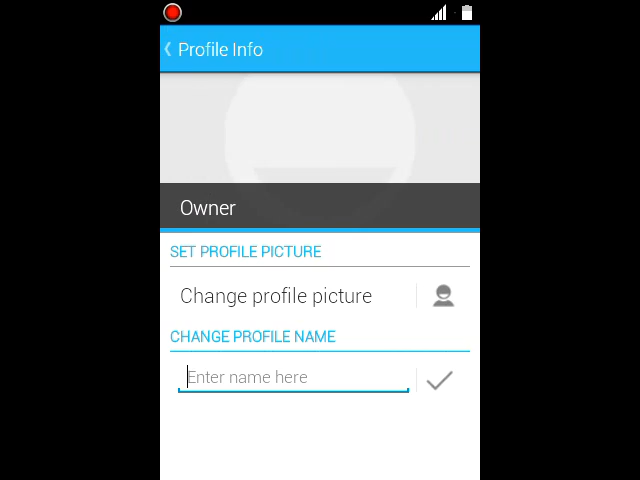 Profile Info
Owner
SET PROFILE PICTURE
Change profile picture
CHANGE PROFILE NAME
Enter name here